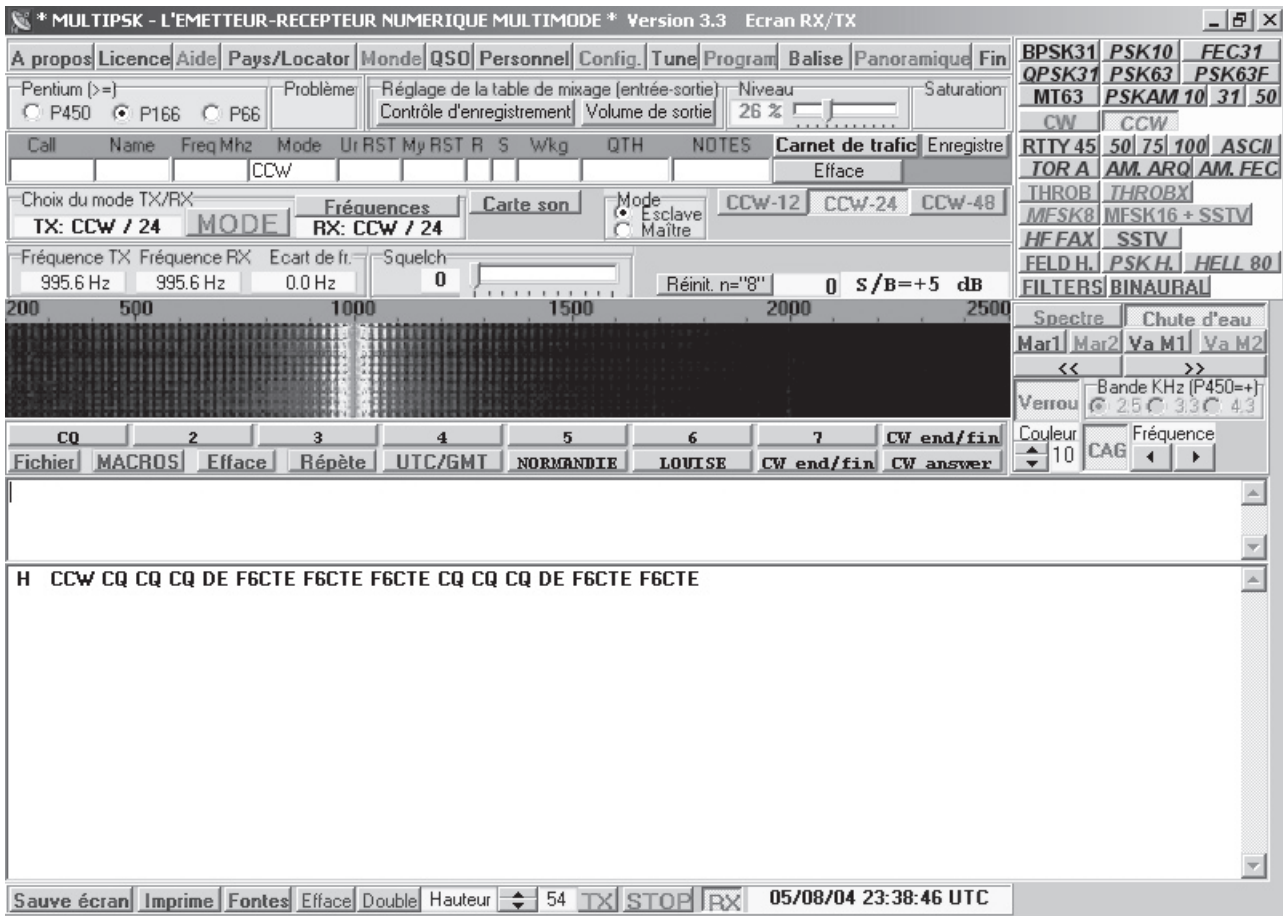 * MULTIPSK - L'EMETTEUR-RECEPTEUR NUMERIQUE MULTIMODE * Version 3.3 Ecran RX/TX
A propos Licence Aide Pays/Locator Monde QSO Personnel Config. Tune Program Balise Panoramique Fin
Pentium (>=) Problème Réglage de la table de mixage (entrée-sortie) Niveau Saturation
P450 P166 P66 Contrôle d'enregistrement Volume de sortie 26 %
Call Name Freq Mhz Mode Ur RST My RST R S Wkg QTH NOTES Carnet de trafic Enregistre
CCW Efface
Choix du mode TX/RX Fréquences Carte son Mode Esclave CCW-12 CCW-24 CCW-48
TX: CCW / 24 MODE RX: CCW / 24 Maître
Fréquence TX Fréquence RX Ecart de fr. Squelch
995.6 Hz 995.6 Hz 0.0 Hz 0 Réinit. n="8" 0 S/B=+5 dB
200 500 1000 1500 2000 2500
BPSK31 PSK10 FEC31
QPSK31 PSK63 PSK63F
MT63 PSKAM 10 31 50
CW CCW
RTTY 45 50 75 100 ASCII
TOR A AM. ARQ AM. FEC
THROB THROBX
MFSK8 MFSK16 + SSTV
HF FAX SSTV
FELD H. PSK H. HELL 80
FILTERS BINAURAL
Spectre Chute d'eau
Mar1 Mar2 Va M1 Va M2
<< >>
Verrou Bande KHz (P450=+)
2.5 3.3 4.3
Couleur Fréquence
10 CAG
CQ 2 3 4 5 6 7 CW end/fin
Fichier MACROS Efface Répète UTC/GMT NORMANDIE LOUISE CW end/fin CW answer
H CCW CQ CQ CQ DE F6CTE F6CTE F6CTE CQ CQ CQ DE F6CTE F6CTE
Sauve écran Imprime Fontes Efface Double Hauteur 54 TX STOP RX 05/08/04 23:38:46 UTC